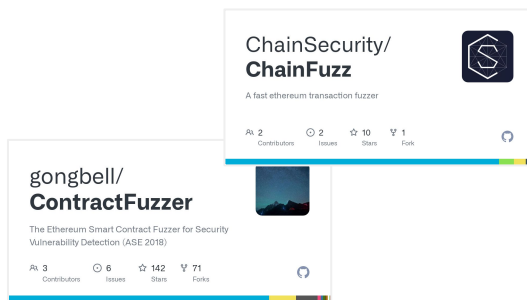 ChainSecurity/
ChainFuzz
A fast ethereum transaction fuzzer
2 Contributors
2 Issues
10 Stars
1 Fork
gongbell/
ContractFuzzer
The Ethereum Smart Contract Fuzzer for Security
Vulnerability Detection (ASE 2018)
3 Contributors
6 Issues
142 Stars
71 Forks